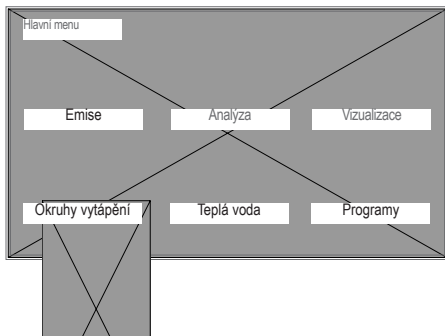 Hlavní menu
Emise Analýza Vizualizace
Okruhy vytápění Teplá voda Programy